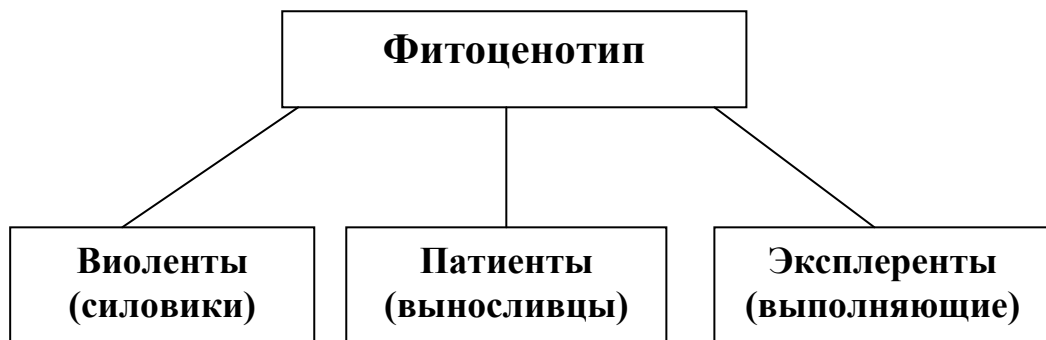 Фитоценотип
Виоленты
(силовики)
Патиенты
(выносливцы)
Эксплеренты
(выполняющие)